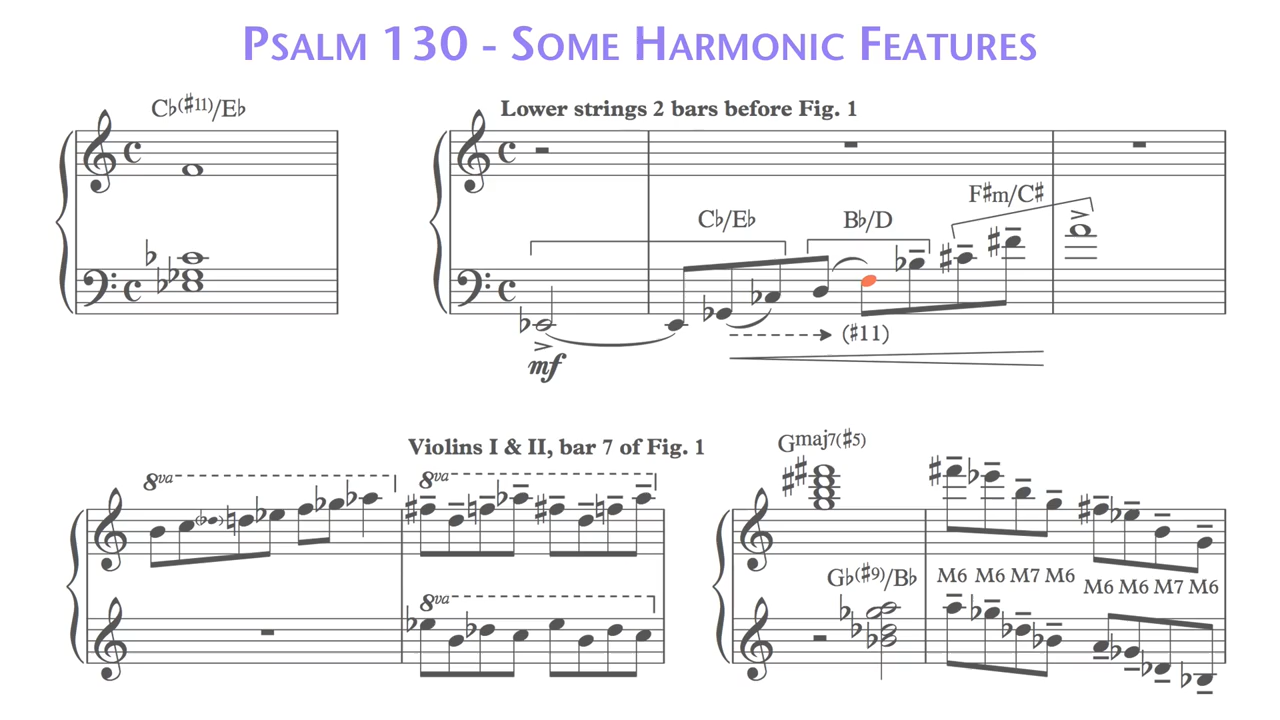 PSALM 130 - SOME HARMONIC FEATURES
C♭(♯11)/E♭
Lower strings 2 bars before Fig. 1
C♭/E♭
B♭/D
F♯m/C♯
(♯11)
mf
Violins I & II, bar 7 of Fig. 1
8va
8va
8va
Gmaj7(♯5)
G♭(♯9)/B♭
M6 M6 M7 M6
M6 M6 M7 M6